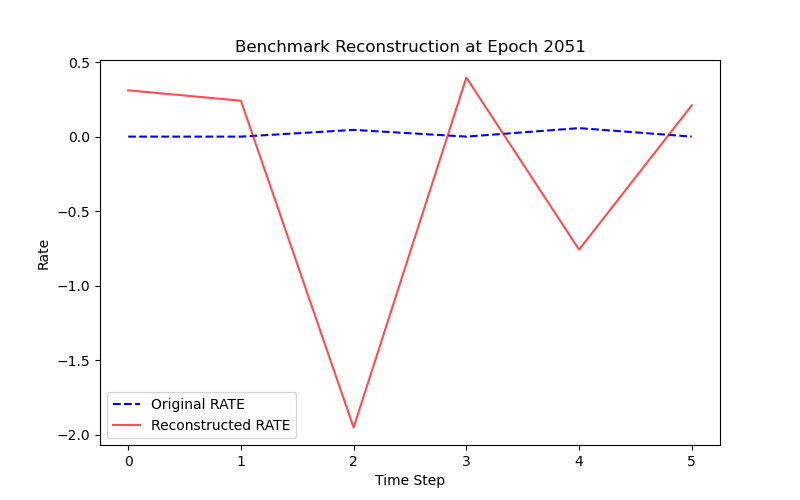 Benchmark Reconstruction at Epoch 2051
0.5
0.0
−0.5
−1.0
−1.5
−2.0
Rate
Original RATE
Reconstructed RATE
0 1 2 3 4 5
Time Step